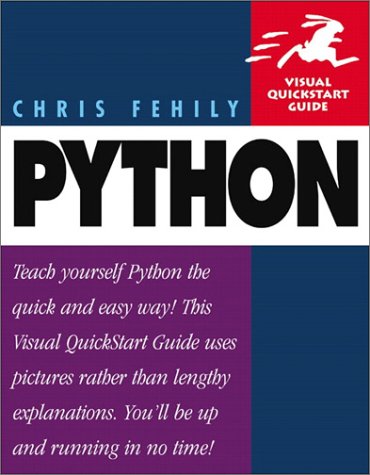 VISUAL
QUICKSTART
GUIDE
CHRIS FEHILY
PYTHON
Teach yourself Python the
quick and easy way! This
Visual QuickStart Guide uses
pictures rather than lengthy
explanations. You'll be up
and running in no time!